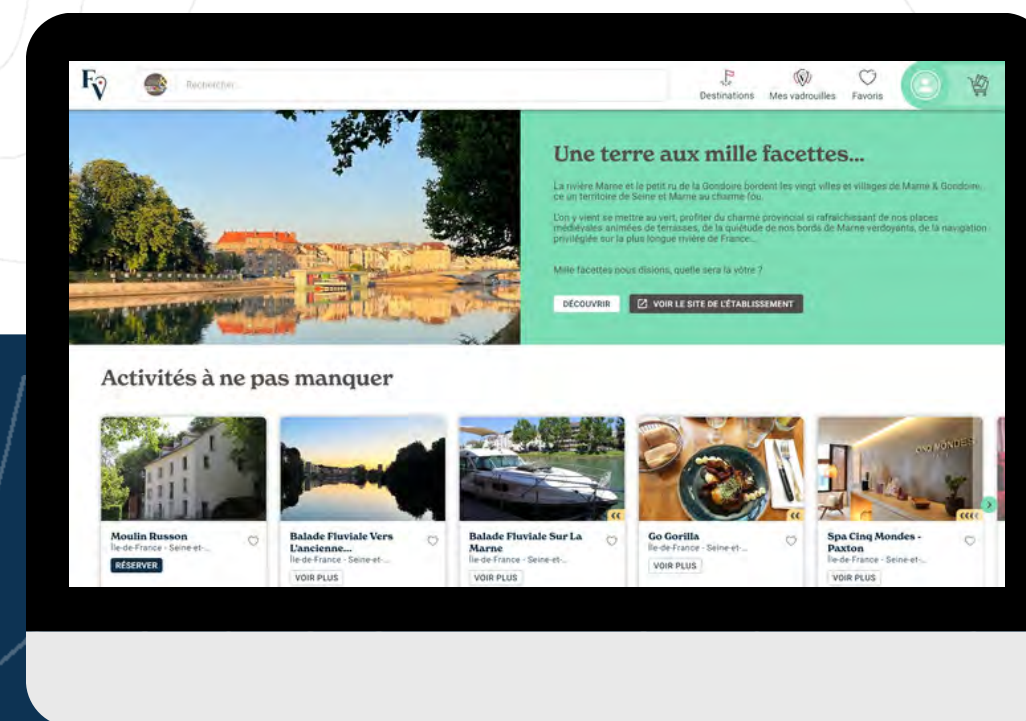 FV
Rechercher...
Destinations
Mes vadrouilles
Favoris
Une terre aux mille facettes...
La rivière Marne et le petit ru de la Gondoire bordent les vingt villes et villages de Marne & Gondoire,
ce un territoire de Seine et Marne au charme fou.
L'on y vient se mettre au vert, profiter du charme provincial si rafraîchissant de nos places
médiévales animées de terrasses, de la quiétude de nos bords de Marne verdoyants, de la navigation
privilégiée sur la plus longue rivière de France...
Mille facettes nous disions, quelle sera la vôtre ?
DÉCOUVRIR
VOIR LE SITE DE L'ÉTABLISSEMENT
Activités à ne pas manquer
Moulin Russon
Île-de-France - Seine-et-...
RÉSERVER
Balade Fluviale Vers
L'ancienne...
Île-de-France - Seine-et-...
VOIR PLUS
€€
Balade Fluviale Sur La
Marne
Île-de-France - Seine-et-...
VOIR PLUS
€€
Go Gorilla
Île-de-France - Seine-et-...
VOIR PLUS
CINQ MONDES
€€€€
Spa Cinq Mondes -
Paxton
Île-de-France - Seine-et-...
VOIR PLUS